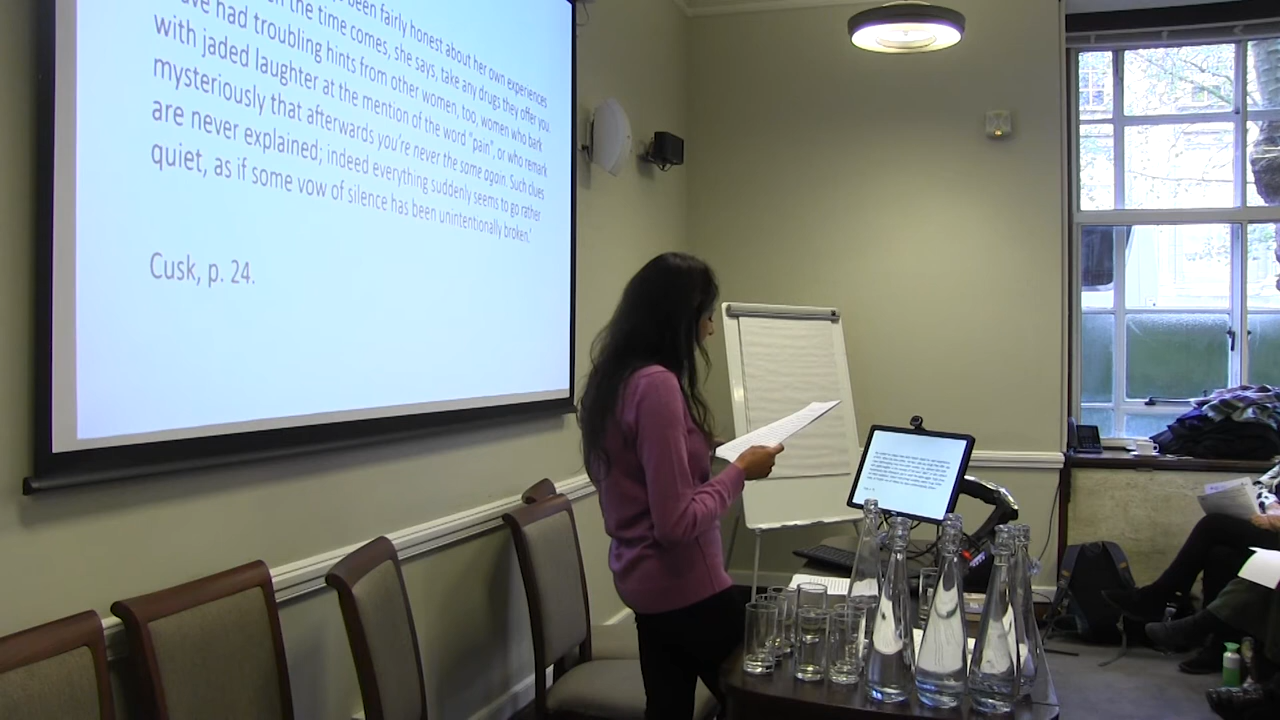 been fairly honest about her own experiences
the time comes, she says, take any drugs they offer you.
had troubling hints from other women, too, women who bark
with jaded laughter at the mention of the word "pain", or who remark
mysteriously that afterwards you're never the same again. Such clues
are never explained; indeed everything suddenly seems to go rather
quiet, as if some vow of silence has been unintentionally broken.'
Cusk, p. 24.